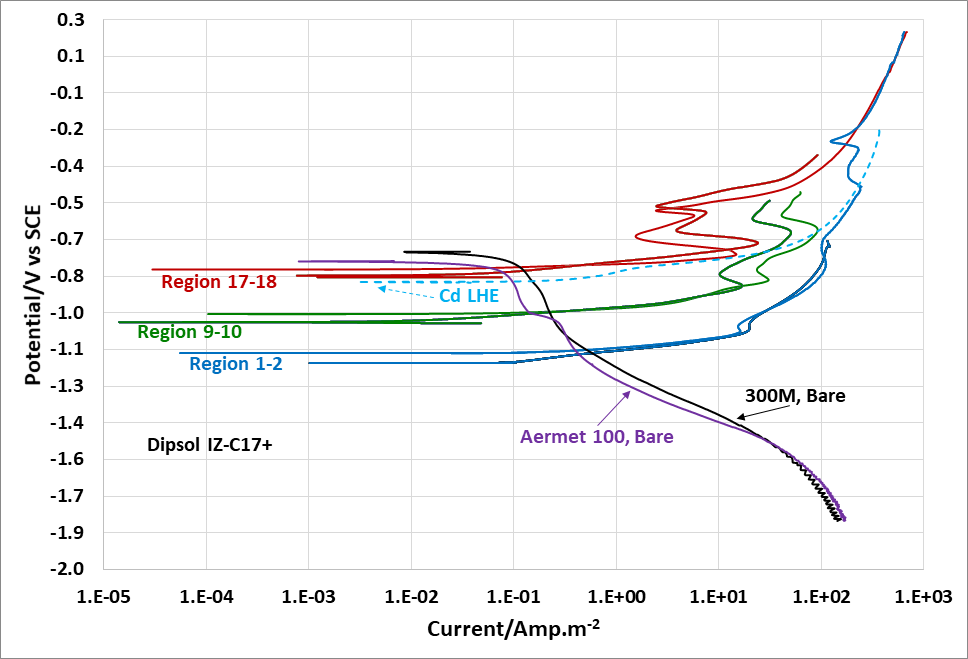 0.3
0.1
-0.1
-0.2
-0.4
-0.5
-0.7
-0.8
-1.0
-1.1
-1.3
-1.4
-1.6
-1.7
-1.9
-2.0
Potential/V vs SCE
Region 17-18
Cd LHE
Region 9-10
Region 1-2
300M, Bare
Aermet 100, Bare
Dipsol IZ-C17+
1.E-05 1.E-04 1.E-03 1.E-02 1.E-01 1.E+00 1.E+01 1.E+02 1.E+03
Current/Amp.m-2